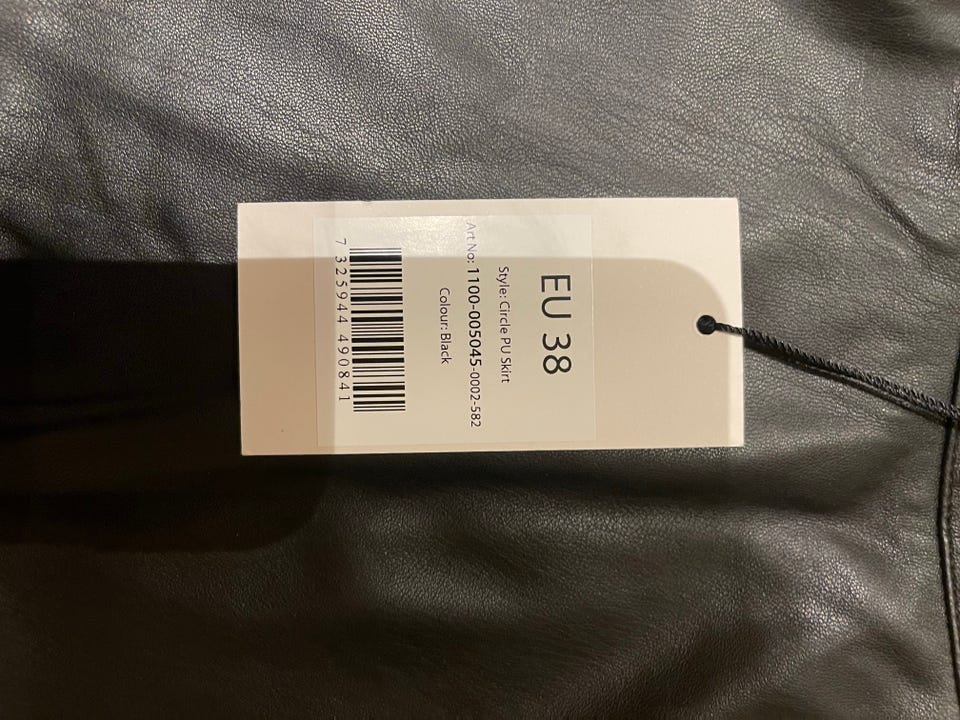 EU 38
Style: Circle PU Skirt
Art No: 1100-005045-0002-582
Colour: Black
7 325944 490841